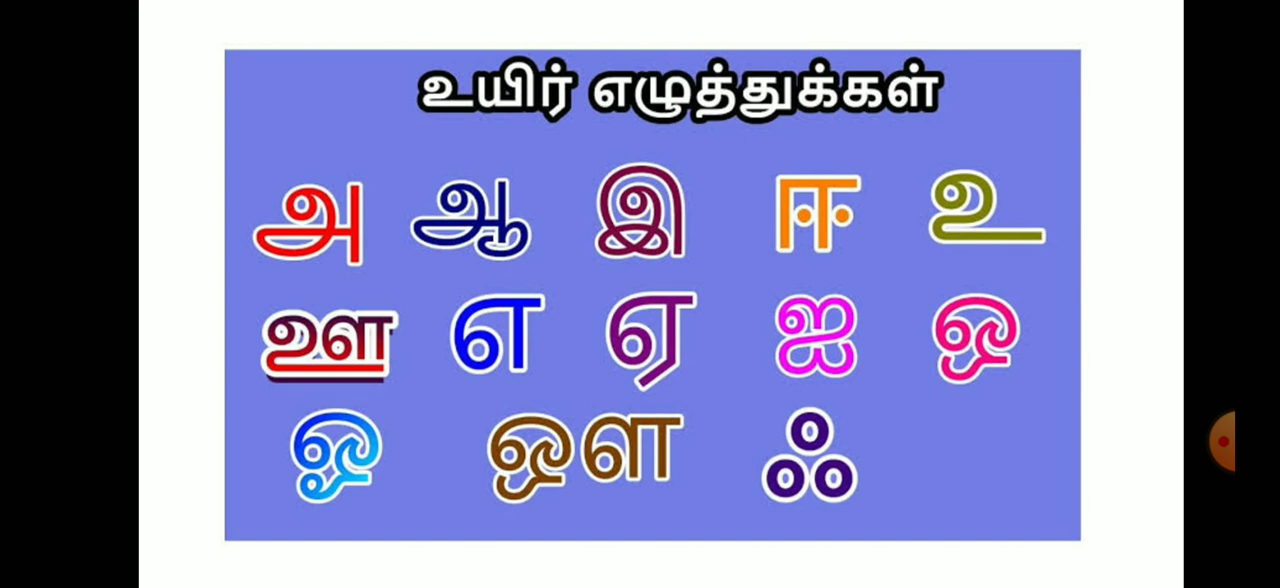 உயிர் எழுத்துக்கள்
அ ஆ இ ஈ உ
ஊ எ ஏ ஐ ஒ
ஓ ஔ ஃ